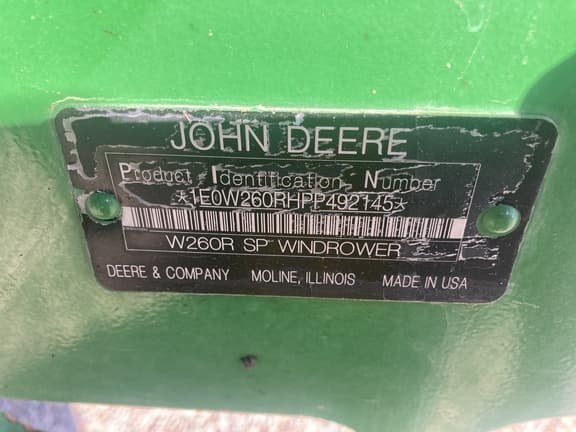 JOHN DEERE
Product Identification Number
*1E0W260RHPP492145*
W260R SP WINDROWER
DEERE & COMPANY MOLINE, ILLINOIS MADE IN USA